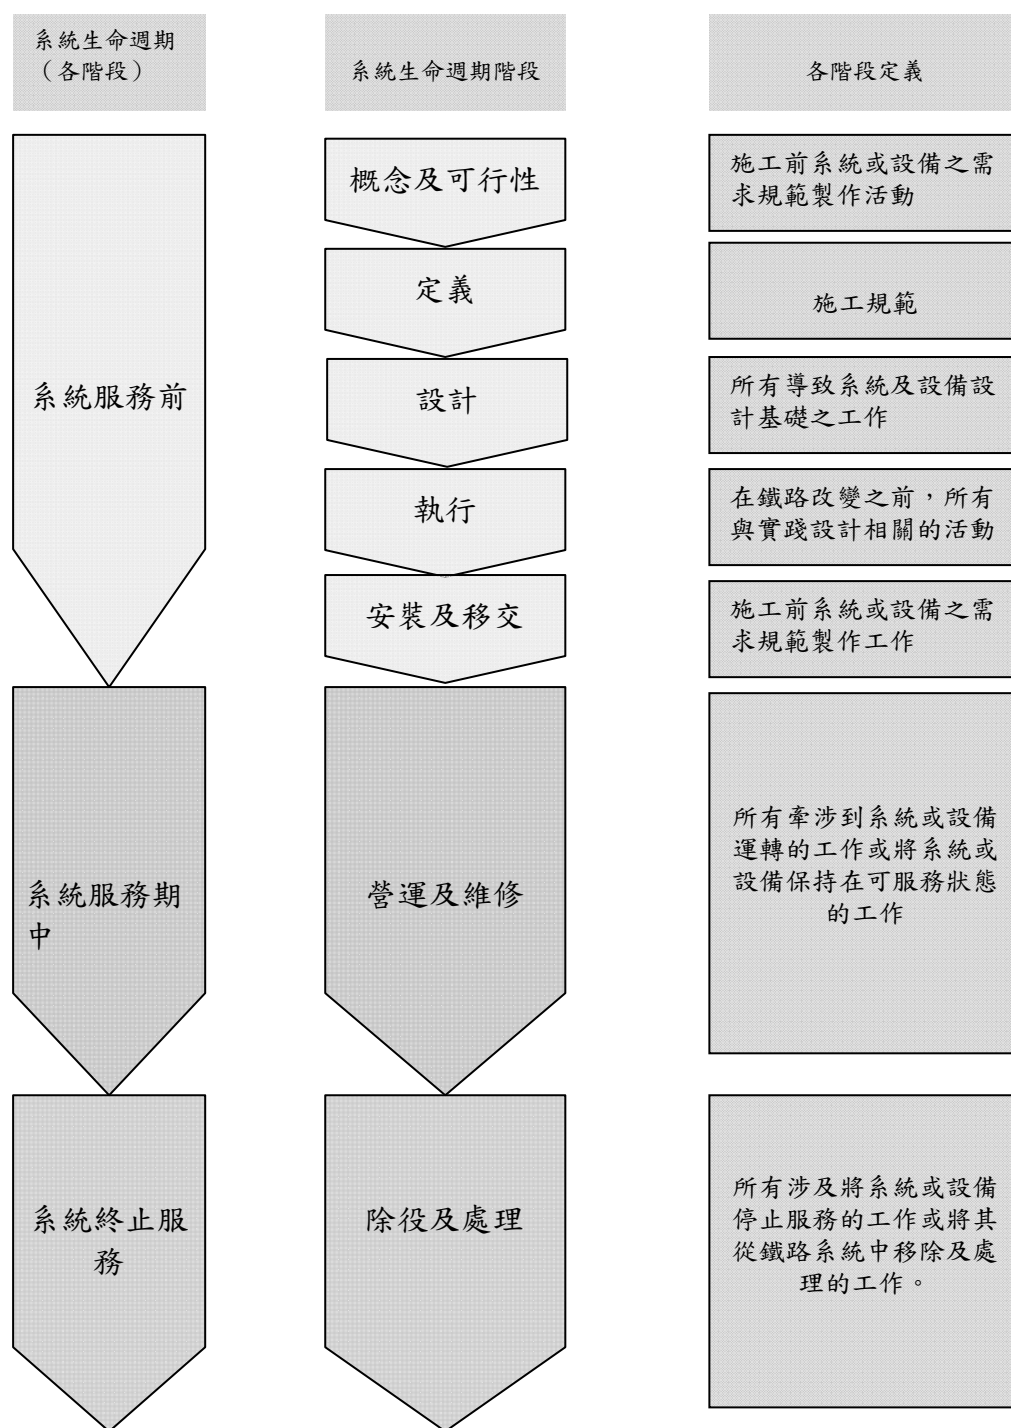 系統生命週期
（各階段）
系統生命週期階段
各階段定義
系統服務前
概念及可行性
施工前系統或設備之需
求規範製作活動
定義
施工規範
設計
所有導致系統及設備設
計基礎之工作
執行
在鐵路改變之前，所有
與實踐設計相關的活動
安裝及移交
施工前系統或設備之需
求規範製作工作
系統服務期
中
營運及維修
所有牽涉到系統或設備
運轉的工作或將系統或
設備保持在可服務狀態
的工作
系統終止服
務
除役及處理
所有涉及將系統或設備
停止服務的工作或將其
從鐵路系統中移除及處
理的工作。